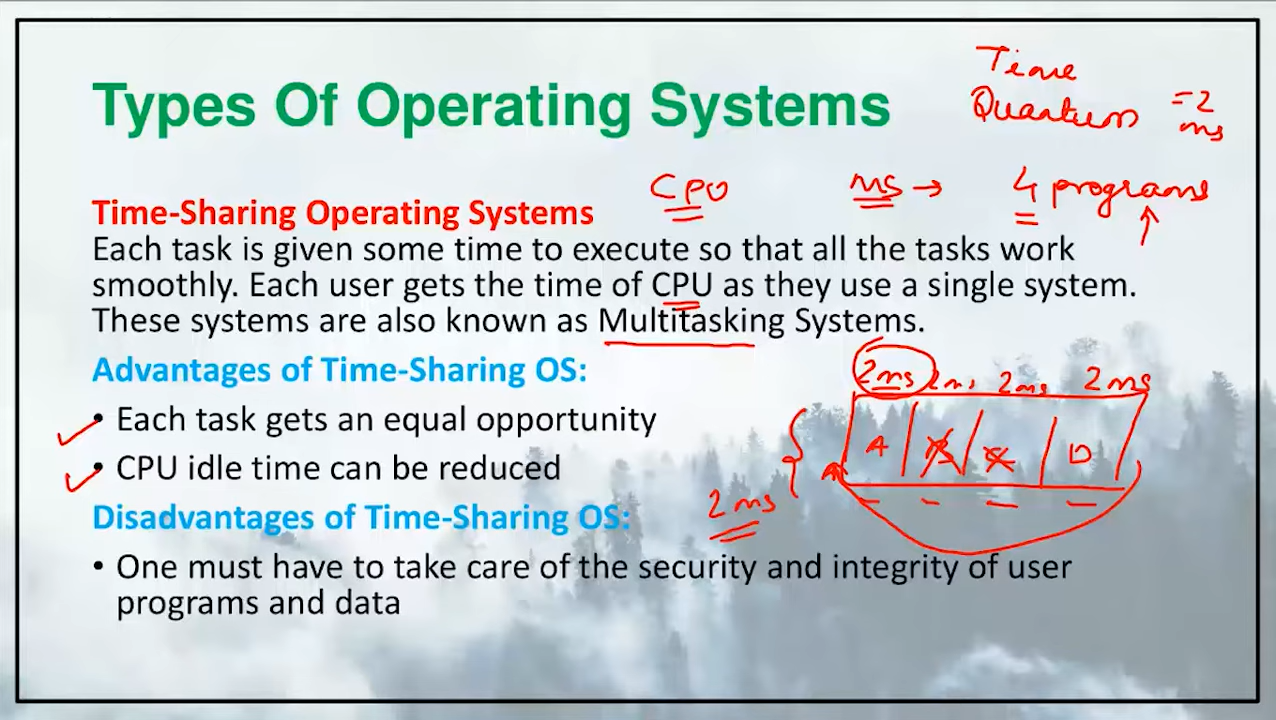 Time
Quantum = 2 ms
Types Of Operating Systems
CPU ms → 4 programs
Time-Sharing Operating Systems
Each task is given some time to execute so that all the tasks work
smoothly. Each user gets the time of CPU as they use a single system.
These systems are also known as Multitasking Systems.
2ms 2ms 2ms 2ms
Advantages of Time-Sharing OS:
• Each task gets an equal opportunity
A D
• CPU idle time can be reduced
2 ms
Disadvantages of Time-Sharing OS:
• One must have to take care of the security and integrity of user
programs and data